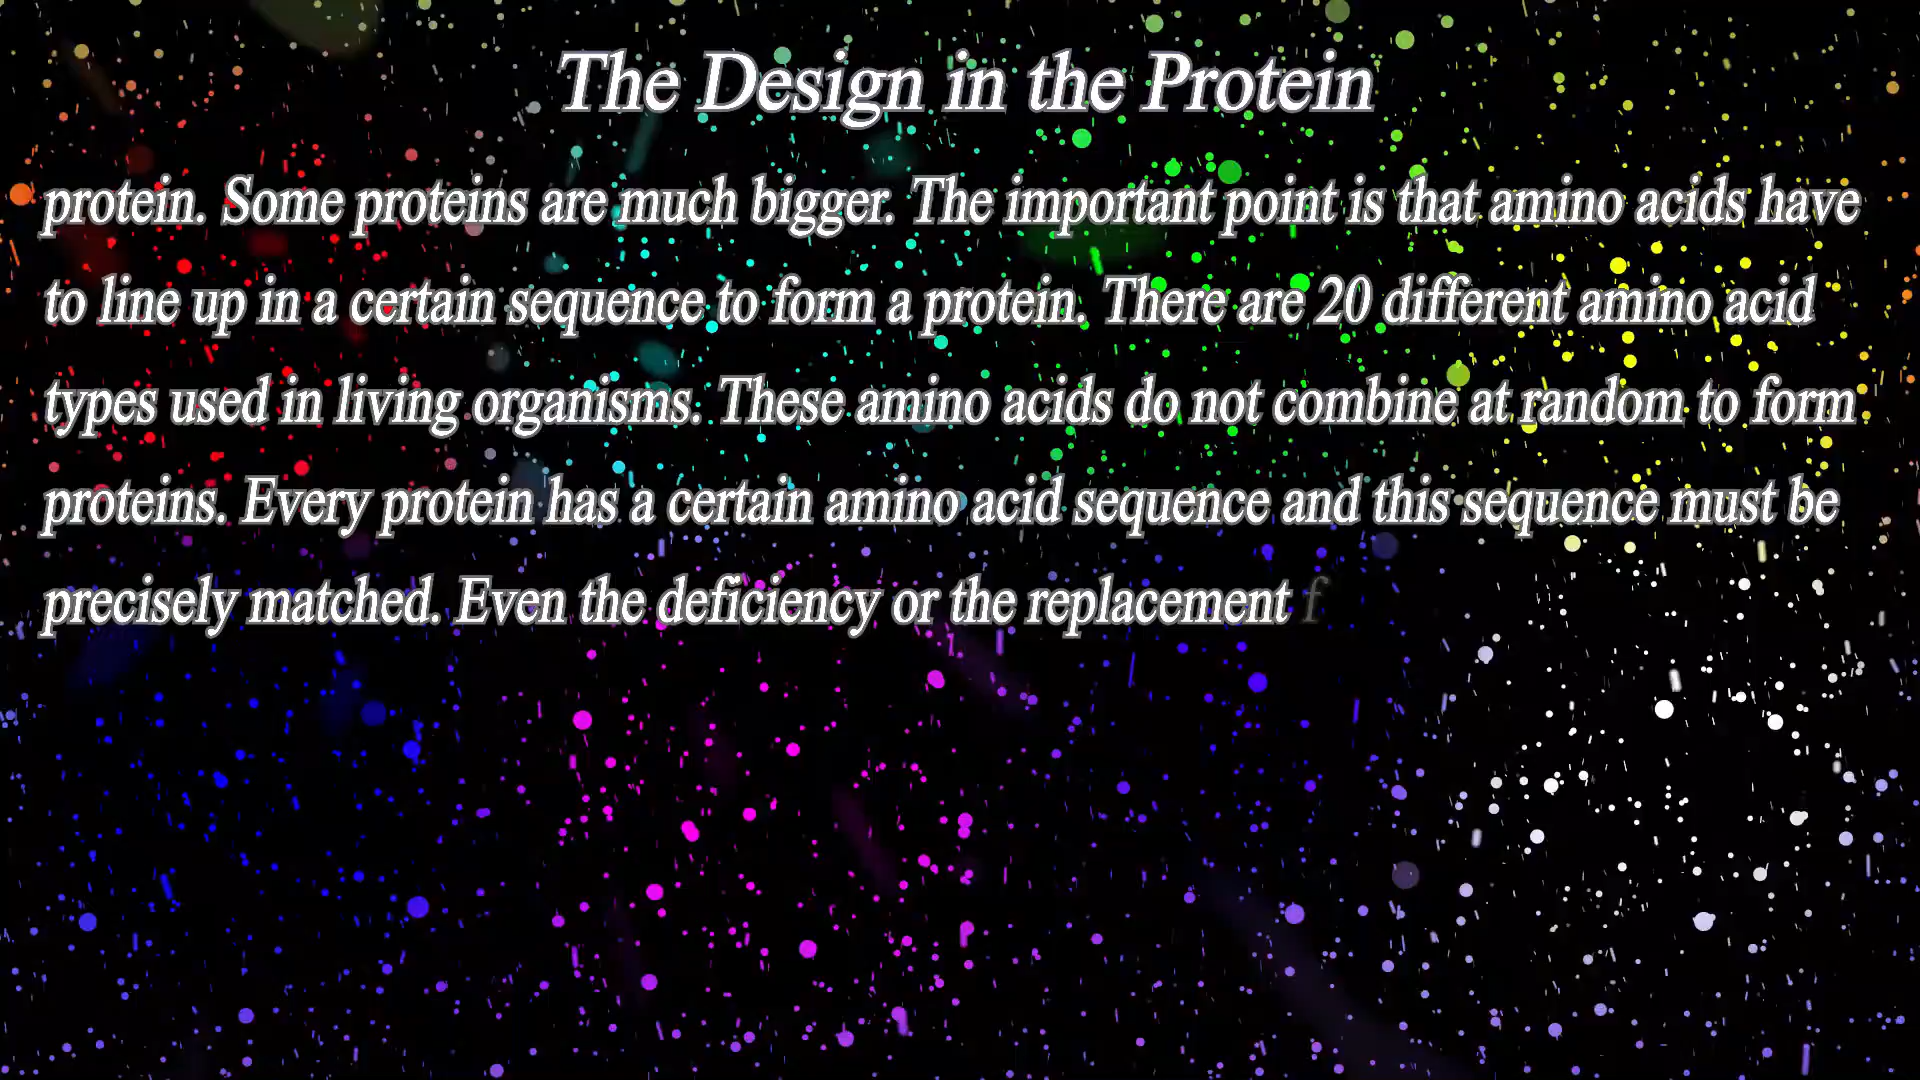 The Design in the Protein
protein. Some proteins are much bigger. The important point is that amino acids have
to line up in a certain sequence to form a protein. There are 20 different amino acid
types used in living organisms. These amino acids do not combine at random to form
proteins. Every protein has a certain amino acid sequence and this sequence must be
precisely matched. Even the deficiency or the replacement f